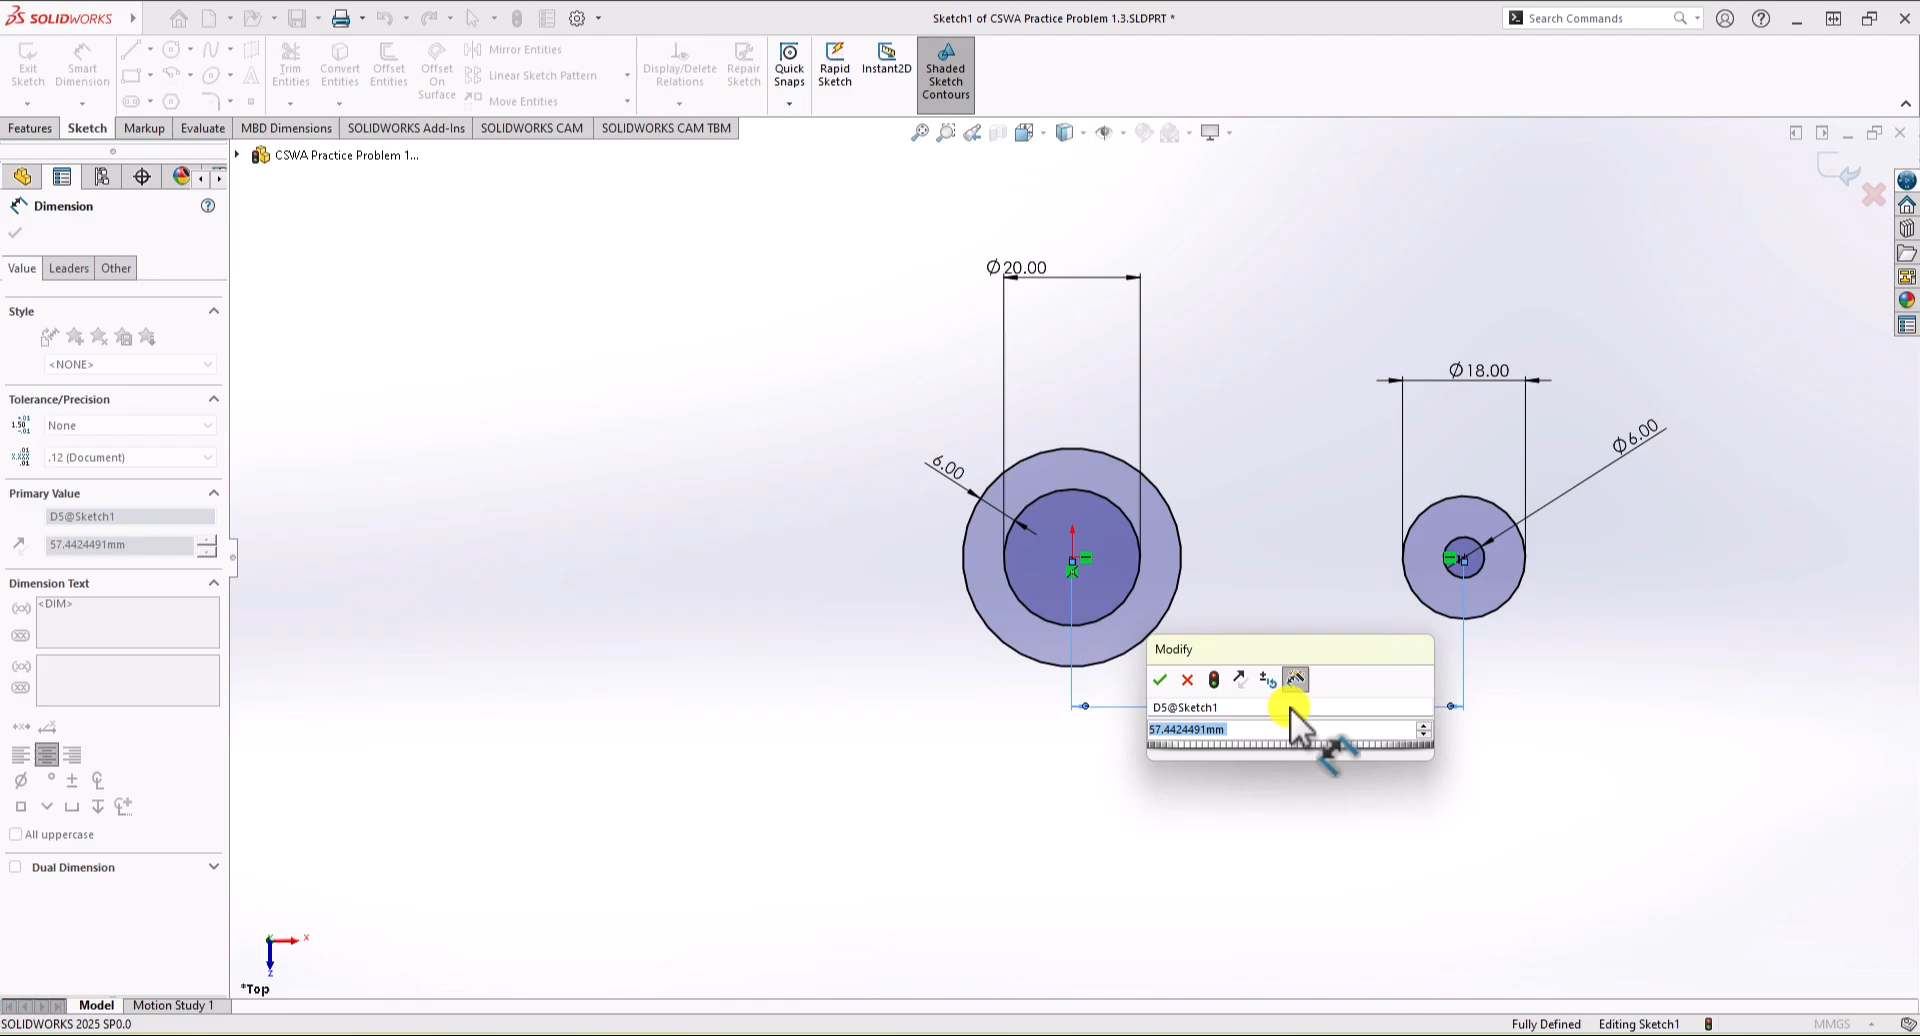 SOLIDWORKS
Sketch1 of CSWA Practice Problem 1.3.SLDPRT *
Search Commands
Exit Sketch
Smart Dimension
Trim Entities
Convert Entities
Offset Entities
Offset On Surface
Mirror Entities
Linear Sketch Pattern
Move Entities
Display/Delete Relations
Repair Sketch
Quick Snaps
Rapid Sketch
Instant2D
Shaded Sketch Contours
Features
Sketch
Markup
Evaluate
MBD Dimensions
SOLIDWORKS Add-Ins
SOLIDWORKS CAM
SOLIDWORKS CAM TBM
CSWA Practice Problem 1...
Dimension
Value
Leaders
Other
Style
<NONE>
Tolerance/Precision
None
.12 (Document)
Primary Value
D5@Sketch1
57.4424491mm
Dimension Text
<DIM>
All uppercase
Dual Dimension
Ø20.00
Ø18.00
6.00
Ø6.00
Modify
D5@Sketch1
57.4424491mm
X
Z
*Top
Model
Motion Study 1
SOLIDWORKS 2025 SP0.0
Fully Defined
Editing Sketch1
MMGS